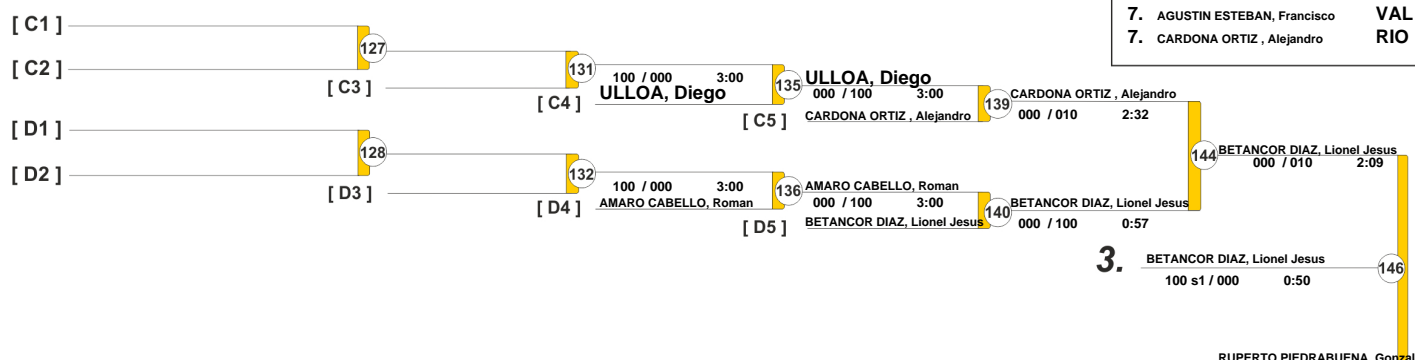 7. AGUSTIN ESTEBAN, Francisco VAL
7. CARDONA ORTIZ , Alejandro RIO
[ C1 ]
127
[ C2 ]
[ C3 ]
131
100 / 000 3:00
ULLOA, Diego
[ C4 ]
135
ULLOA, Diego
000 / 100 3:00
CARDONA ORTIZ , Alejandro
[ C5 ]
139
CARDONA ORTIZ , Alejandro
000 / 010 2:32
[ D1 ]
128
[ D2 ]
[ D3 ]
132
100 / 000 3:00
AMARO CABELLO, Roman
[ D4 ]
136
AMARO CABELLO, Roman
000 / 100 3:00
BETANCOR DIAZ, Lionel Jesus
[ D5 ]
140
BETANCOR DIAZ, Lionel Jesus
000 / 100 0:57
144
BETANCOR DIAZ, Lionel Jesus
000 / 010 2:09
3.
BETANCOR DIAZ, Lionel Jesus
100 s1 / 000 0:50
146
RUPERTO PIEDRABUENA, Gonzal